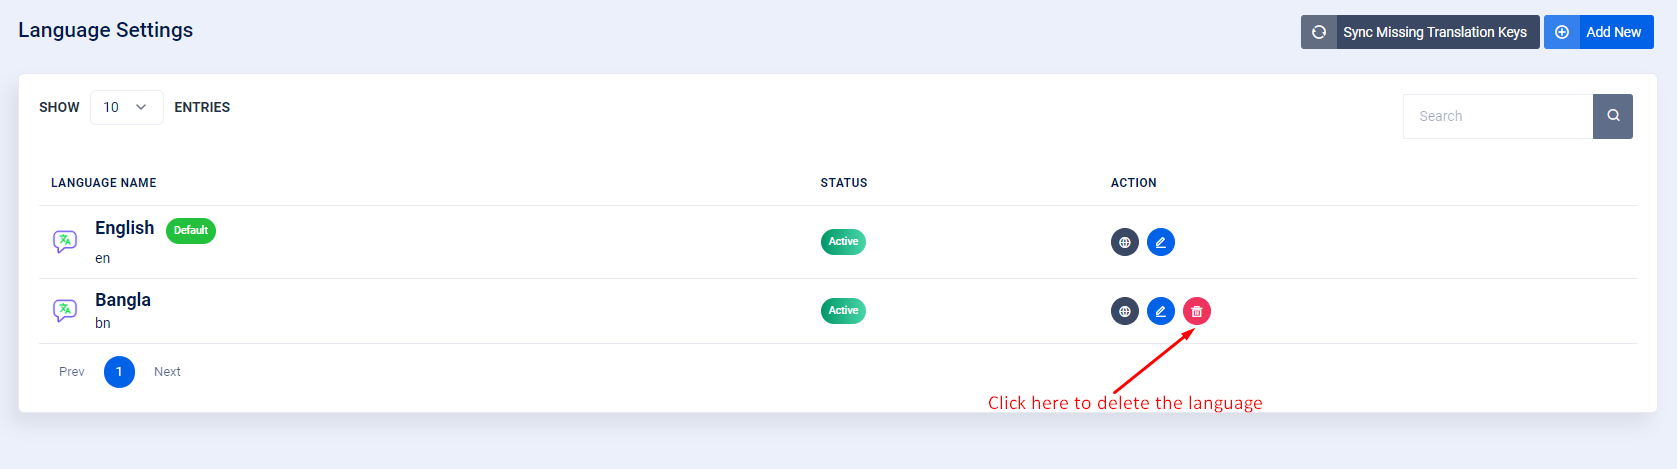 Language Settings
Sync Missing Translation Keys
Add New
SHOW 10 ENTRIES
Search
LANGUAGE NAME STATUS ACTION
English Default
en
Active
Bangla
bn
Active
Prev 1 Next
Click here to delete the language